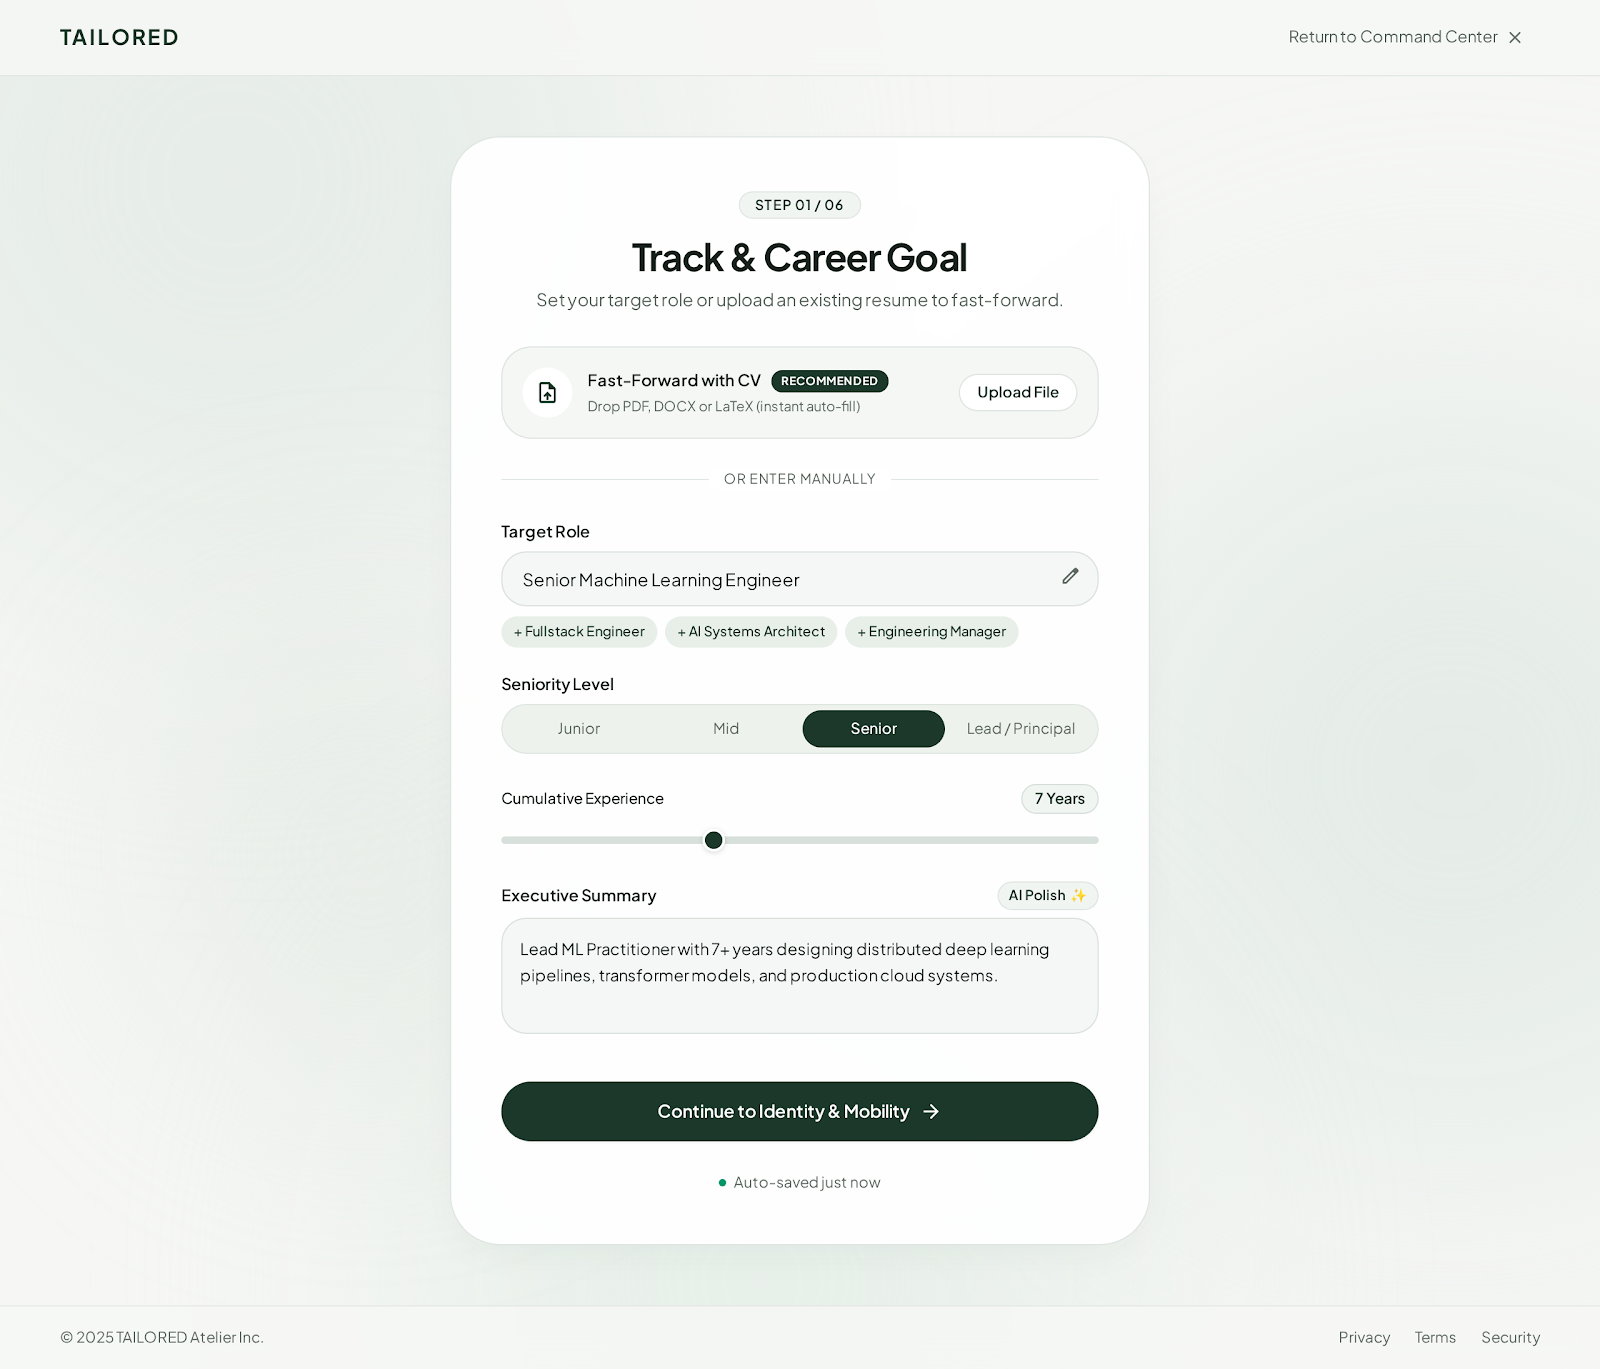 TAILORED
Return to Command Center
STEP 01 / 06
Track & Career Goal
Set your target role or upload an existing resume to fast-forward.
Fast-Forward with CV RECOMMENDED
Drop PDF, DOCX or LaTeX (instant auto-fill)
Upload File
OR ENTER MANUALLY
Target Role
Senior Machine Learning Engineer
+ Fullstack Engineer + AI Systems Architect + Engineering Manager
Seniority Level
Junior Mid Senior Lead / Principal
Cumulative Experience 7 Years
Executive Summary AI Polish ✨
Lead ML Practitioner with 7+ years designing distributed deep learning
pipelines, transformer models, and production cloud systems.
Continue to Identity & Mobility →
Auto-saved just now
© 2025 TAILORED Atelier Inc.
Privacy Terms Security